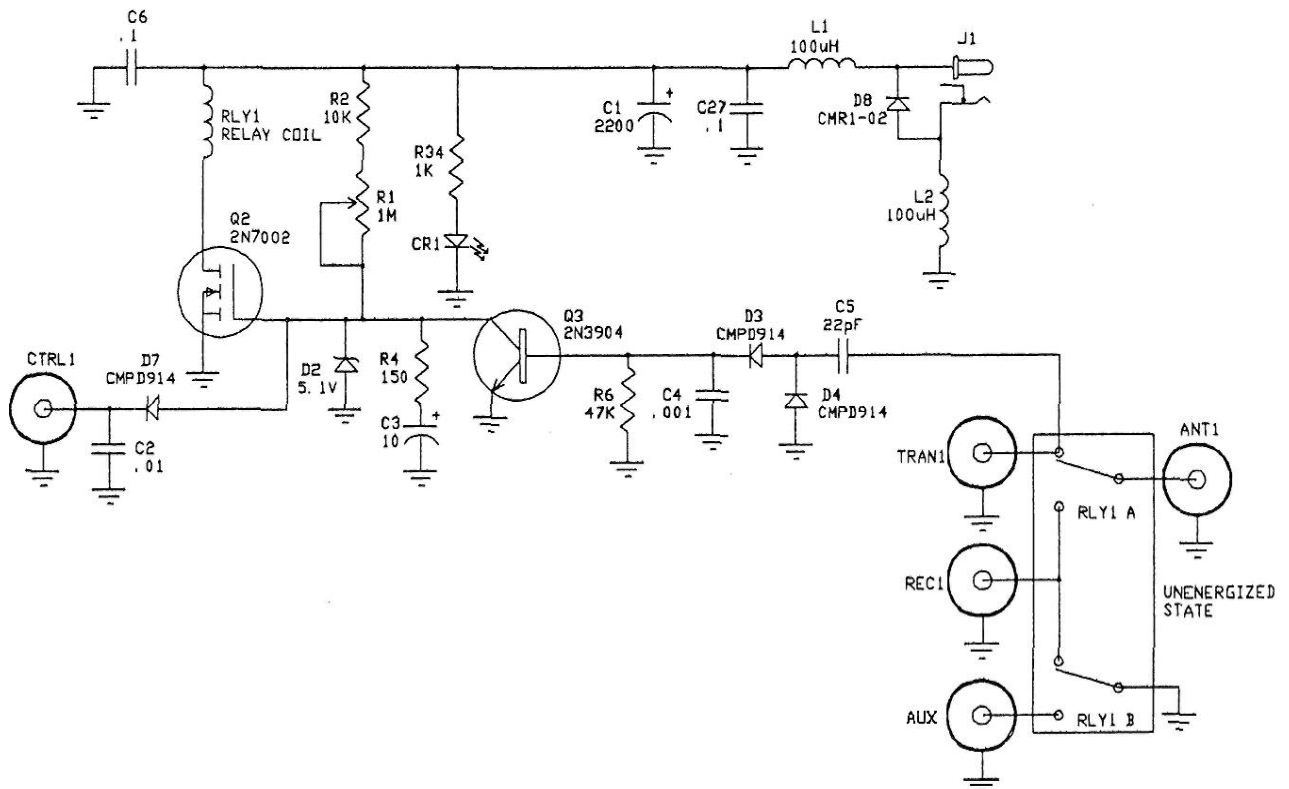 C6
.1
L1
100uH
J1
R2
10K
RLY1
RELAY COIL
C1
2200
+
C27
.1
D8
CMR1-02
R34
1K
R1
1M
L2
100uH
Q2
2N7002
CR1
Q3
2N3904
D3
CMPD914
C5
22pF
CTRL1
D7
CMPD914
D2
5.1V
R4
150
R6
47K
C4
.001
D4
CMPD914
C3
10
+
C2
.01
TRAN1
ANT1
RLY1 A
REC1
UNENERGIZED
STATE
AUX
RLY1 B